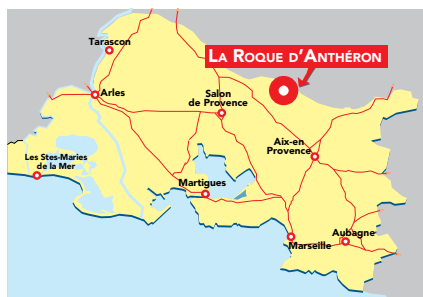 Tarascon
LA ROQUE D'ANTHÉRON
Arles
Salon
de Provence
Aix-en
Provence
Les Stes-Maries
de la Mer
Martigues
Aubagne
Marseille